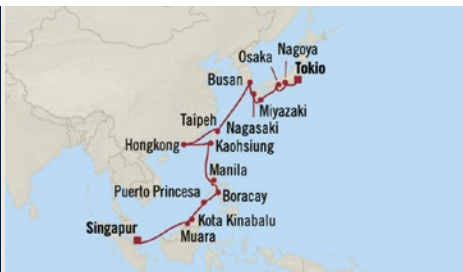 Osaka
Nagoya
Tokio
Busan
Miyazaki
Taipeh
Nagasaki
Hongkong
Kaohsiung
Manila
Puerto Princesa
Boracay
Singapur
Kota Kinabalu
Muara